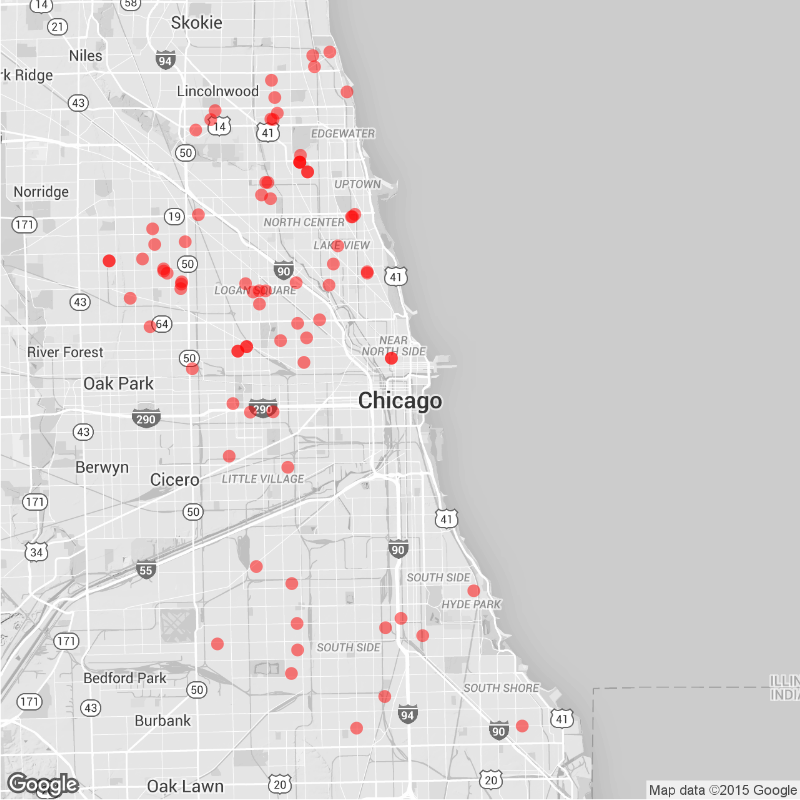 14
58
Skokie
21
Niles
94
rk Ridge
Lincolnwood
43
14
41
EDGEWATER
50
UPTOWN
Norridge
19
171
NORTH CENTER
LAKE VIEW
50
90
41
LOGAN SQUARE
43
64
NEAR
NORTH SIDE
River Forest
50
Oak Park
Chicago
290
290
43
Berwyn
Cicero
LITTLE VILLAGE
171
50
41
34
90
55
SOUTH SIDE
HYDE PARK
171
SOUTH SIDE
Bedford Park
ILLIN
INDIA
50
SOUTH SHORE
171
43
94
Burbank
41
90
20
20
Google
Oak Lawn
Map data ©2015 Google